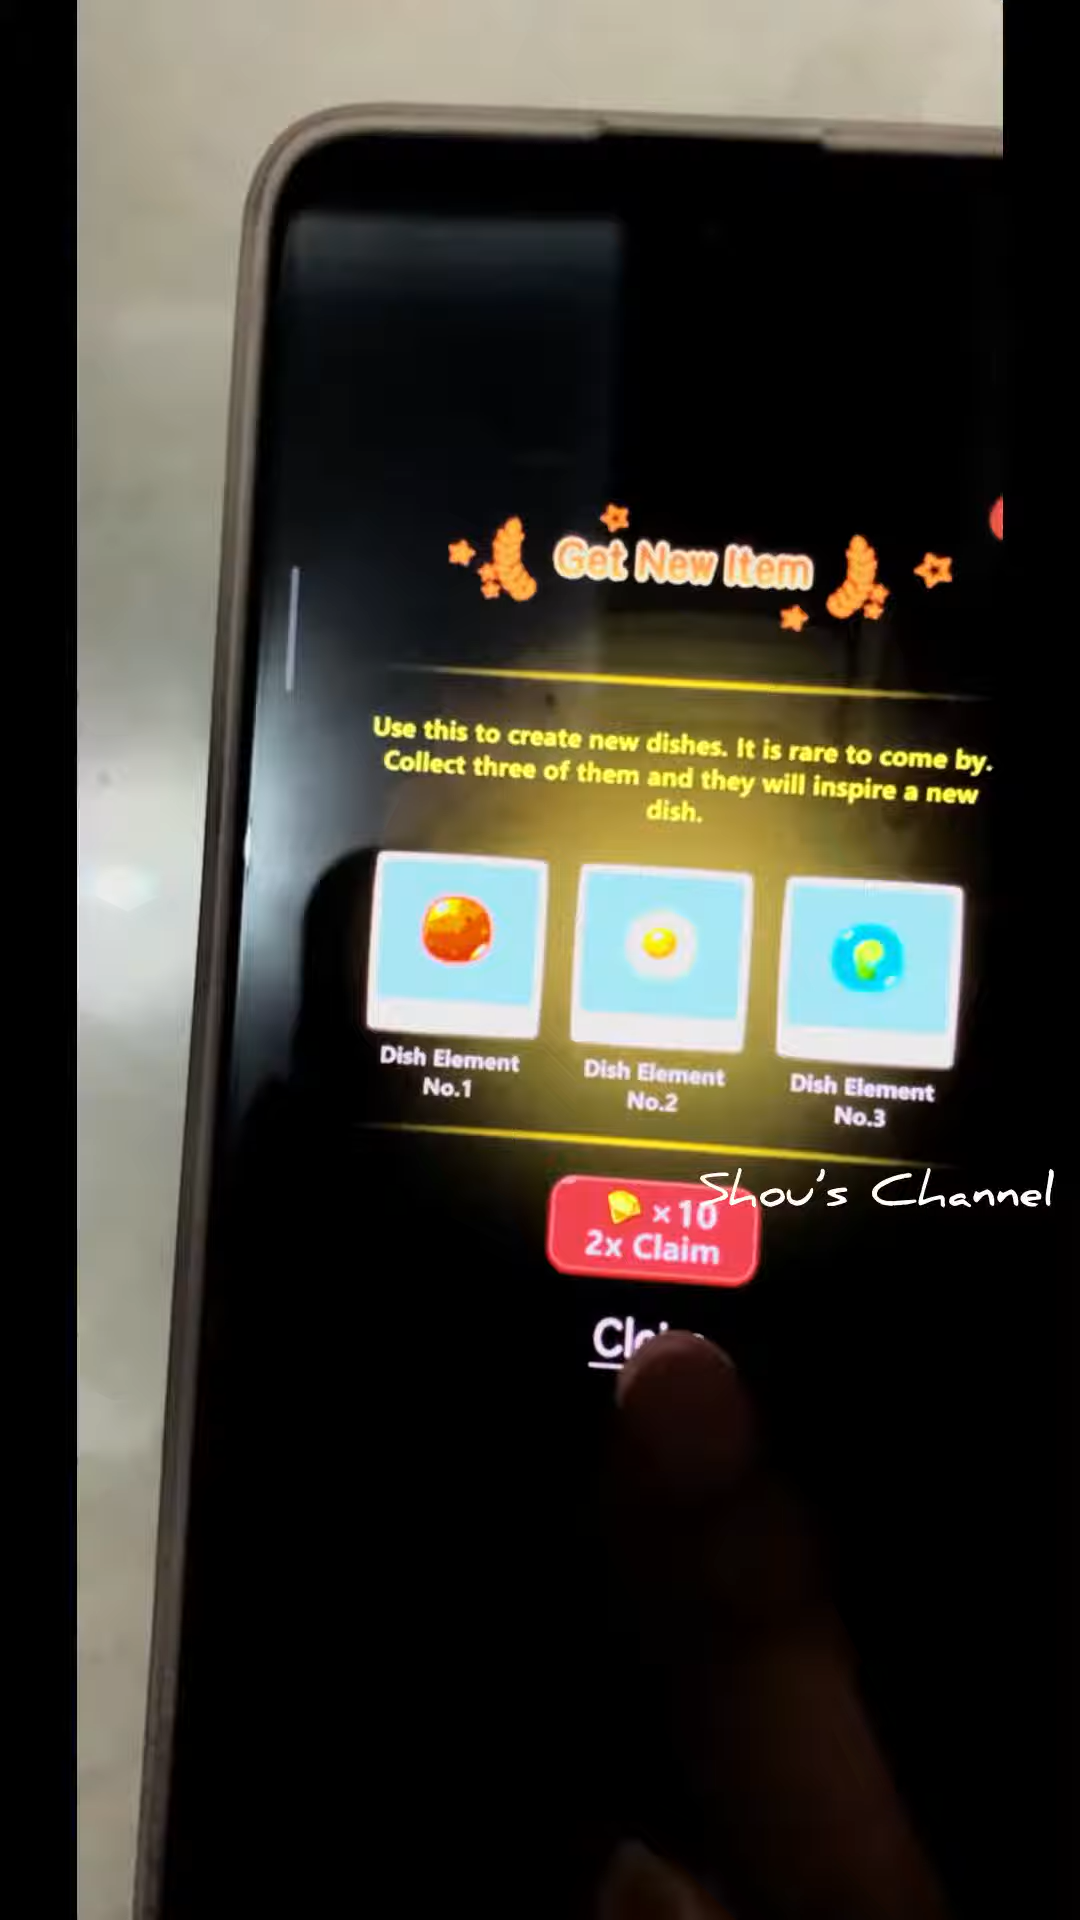 Get New Item
Use this to create new dishes. It is rare to come by.
Collect three of them and they will inspire a new
dish.
Dish Element
No.1
Dish Element
No.2
Dish Element
No.3
×10
2x Claim
Shou's Channel